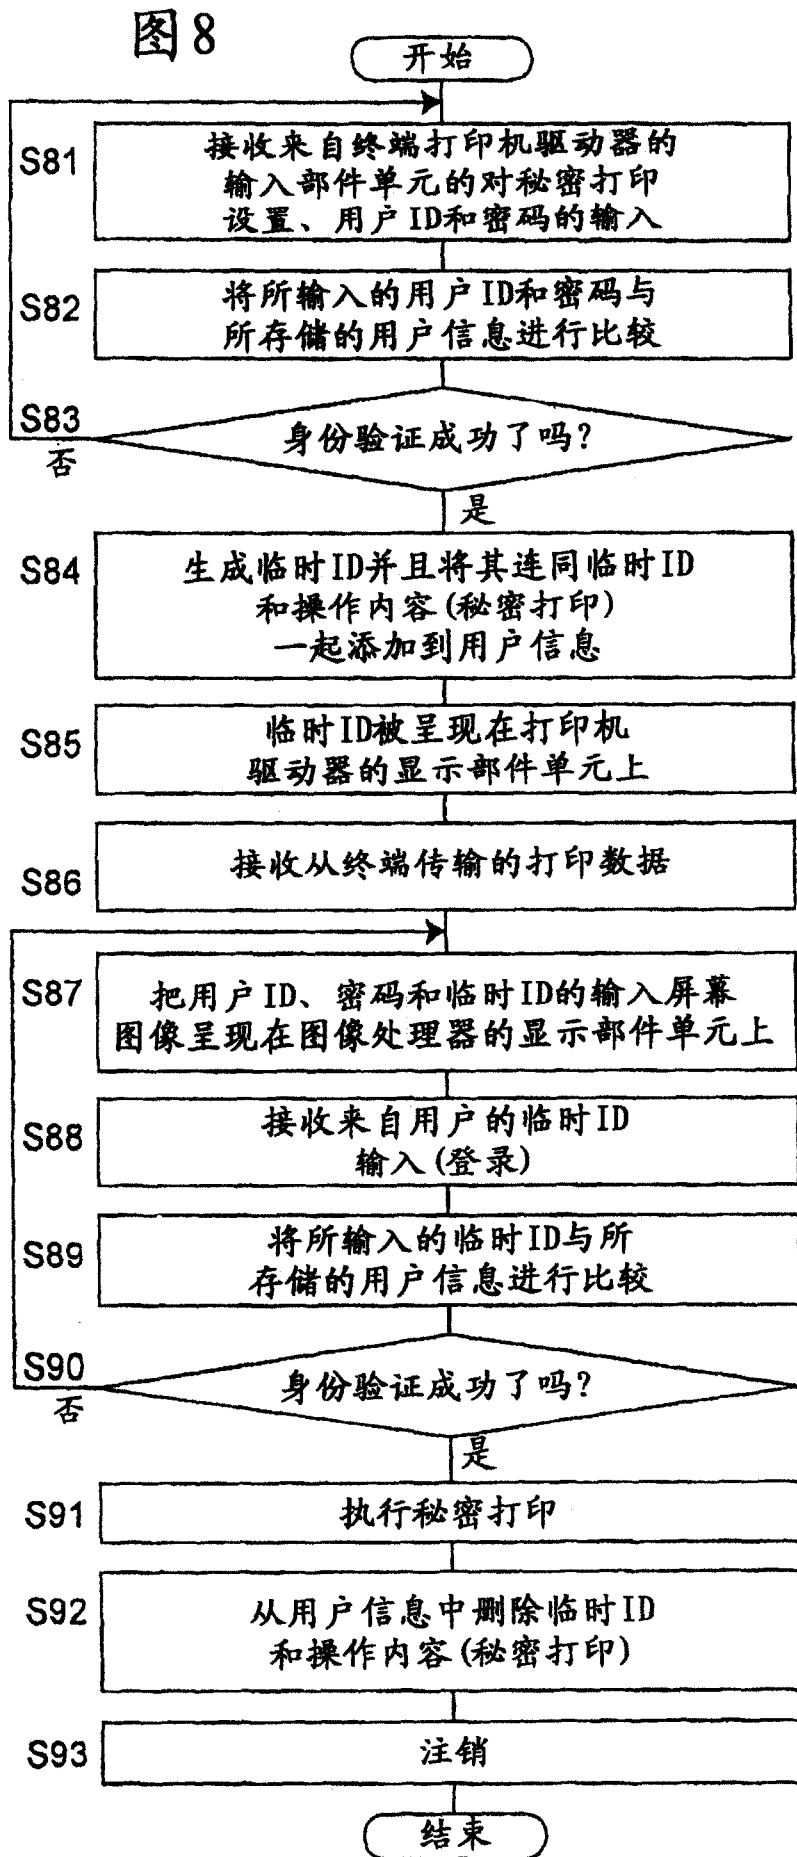 图8
开始
S81
接收来自终端打印机驱动器的
输入部件单元的对秘密打印
设置、用户ID和密码的输入
S82
将所输入的用户ID和密码与
所存储的用户信息进行比较
S83
身份验证成功了吗?
否
是
S84
生成临时ID并且将其连同临时ID
和操作内容(秘密打印)
一起添加到用户信息
S85
临时ID被呈现在打印机
驱动器的显示部件单元上
S86
接收从终端传输的打印数据
S87
把用户ID、密码和临时ID的输入屏幕
图像呈现在图像处理器的显示部件单元上
S88
接收来自用户的临时ID
输入(登录)
S89
将所输入的临时ID与所
存储的用户信息进行比较
S90
身份验证成功了吗?
否
是
S91
执行秘密打印
S92
从用户信息中删除临时ID
和操作内容(秘密打印)
S93
注销
结束